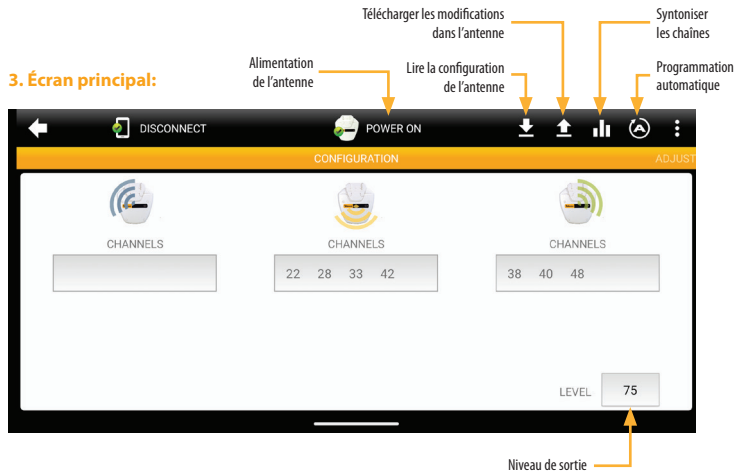 Télécharger les modifications
dans l’antenne
Syntoniser
les chaînes
Alimentation
de l’antenne
Lire la configuration
de l’antenne
Programmation
automatique
3. Écran principal:
DISCONNECT
POWER ON
CONFIGURATION
ADJUST
CHANNELS
CHANNELS
CHANNELS
22 28 33 42
38 40 48
LEVEL 75
Niveau de sortie